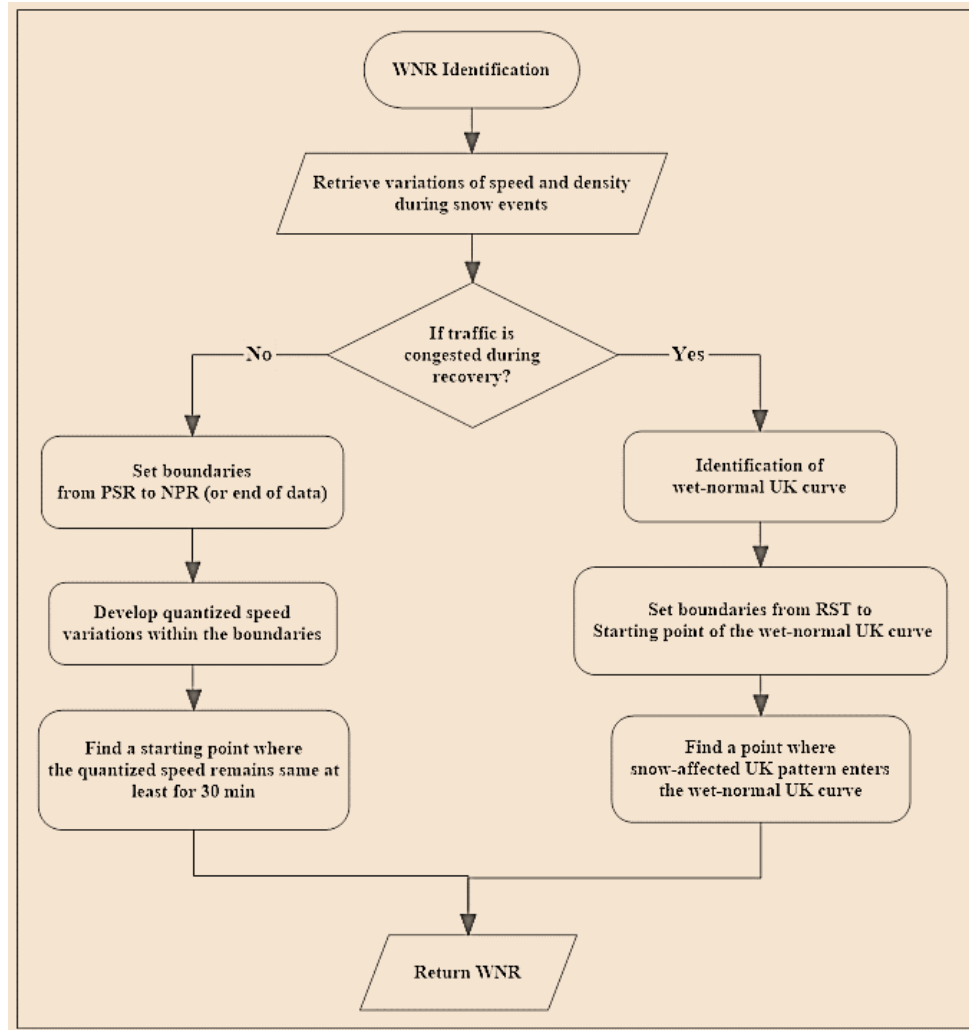 WNR Identification
Retrieve variations of speed and density
during snow events
If traffic is
congested during
recovery?
No
Yes
Set boundaries
from PSR to NPR (or end of data)
Develop quantized speed
variations within the boundaries
Find a starting point where
the quantized speed remains same at
least for 30 min
Identification of
wet-normal UK curve
Set boundaries from RST to
Starting point of the wet-normal UK curve
Find a point where
snow-affected UK pattern enters
the wet-normal UK curve
Return WNR